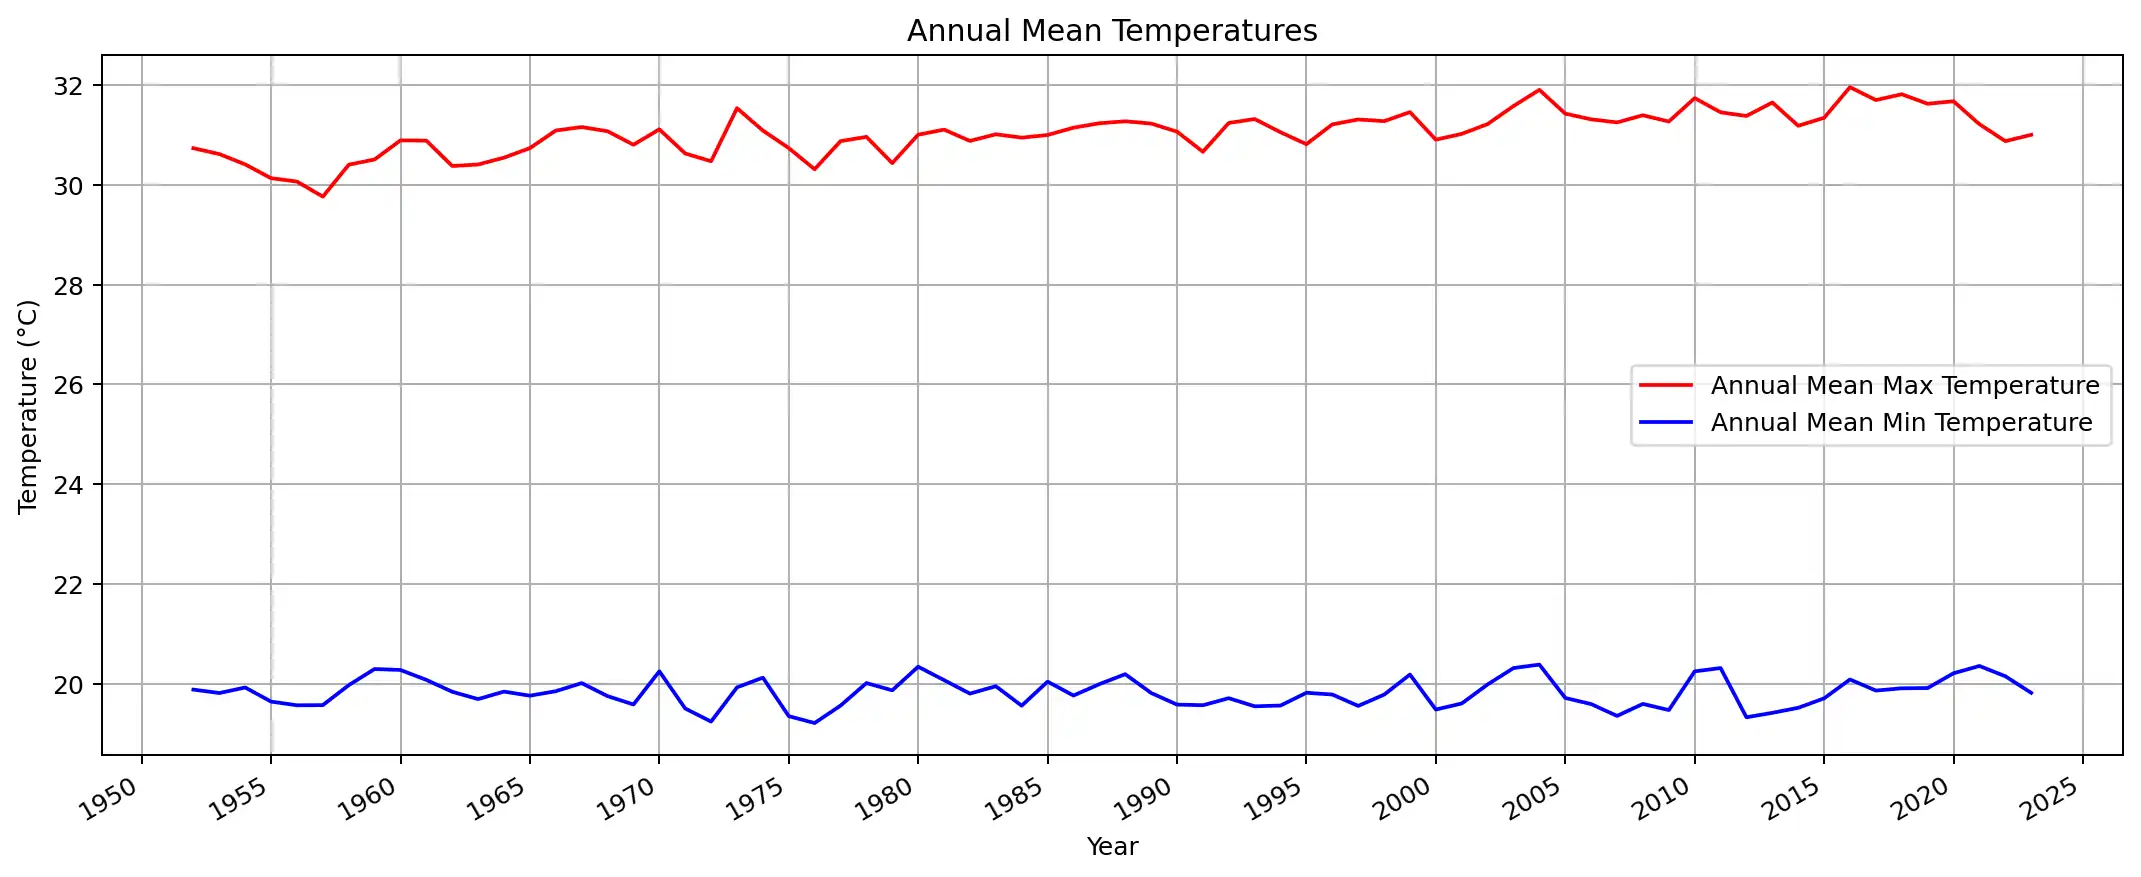 Annual Mean Temperatures
32
30
28
26
24
22
20
Temperature (°C)
Annual Mean Max Temperature
Annual Mean Min Temperature
1950 1955 1960 1965 1970 1975 1980 1985 1990 1995 2000 2005 2010 2015 2020 2025
Year